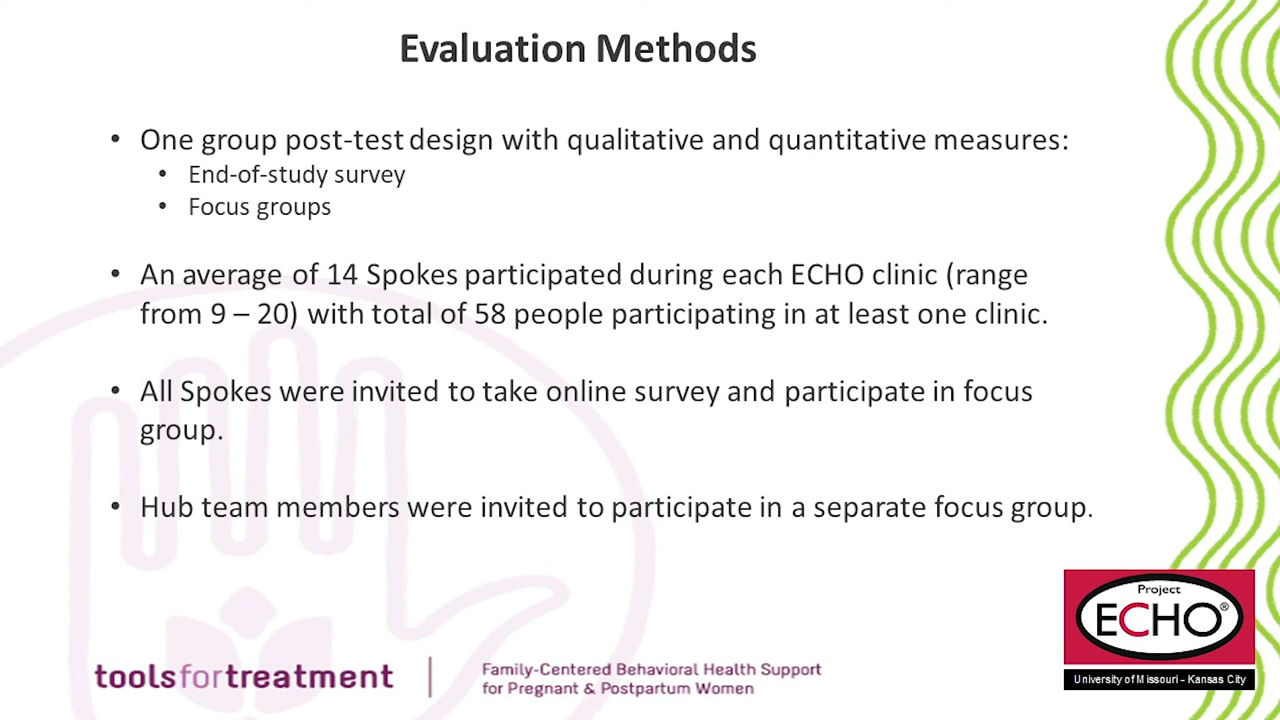 Evaluation Methods
• One group post-test design with qualitative and quantitative measures:
• End-of-study survey
• Focus groups
• An average of 14 Spokes participated during each ECHO clinic (range
from 9 – 20) with total of 58 people participating in at least one clinic.
• All Spokes were invited to take online survey and participate in focus
group.
• Hub team members were invited to participate in a separate focus group.
toolsfortreatment
Family-Centered Behavioral Health Support
for Pregnant & Postpartum Women
Project
ECHO®
University of Missouri - Kansas City